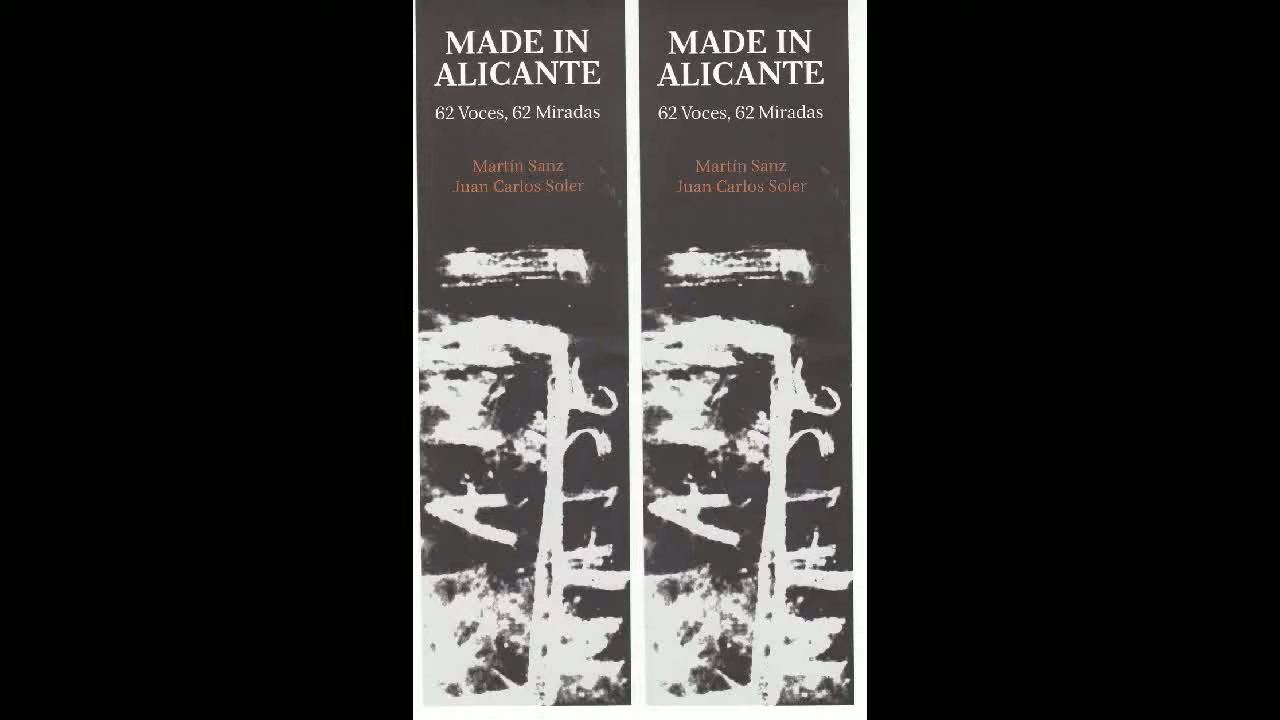 MADE IN
ALICANTE
62 Voces, 62 Miradas
Martín Sanz
Juan Carlos Soler
MADE IN
ALICANTE
62 Voces, 62 Miradas
Martín Sanz
Juan Carlos Soler